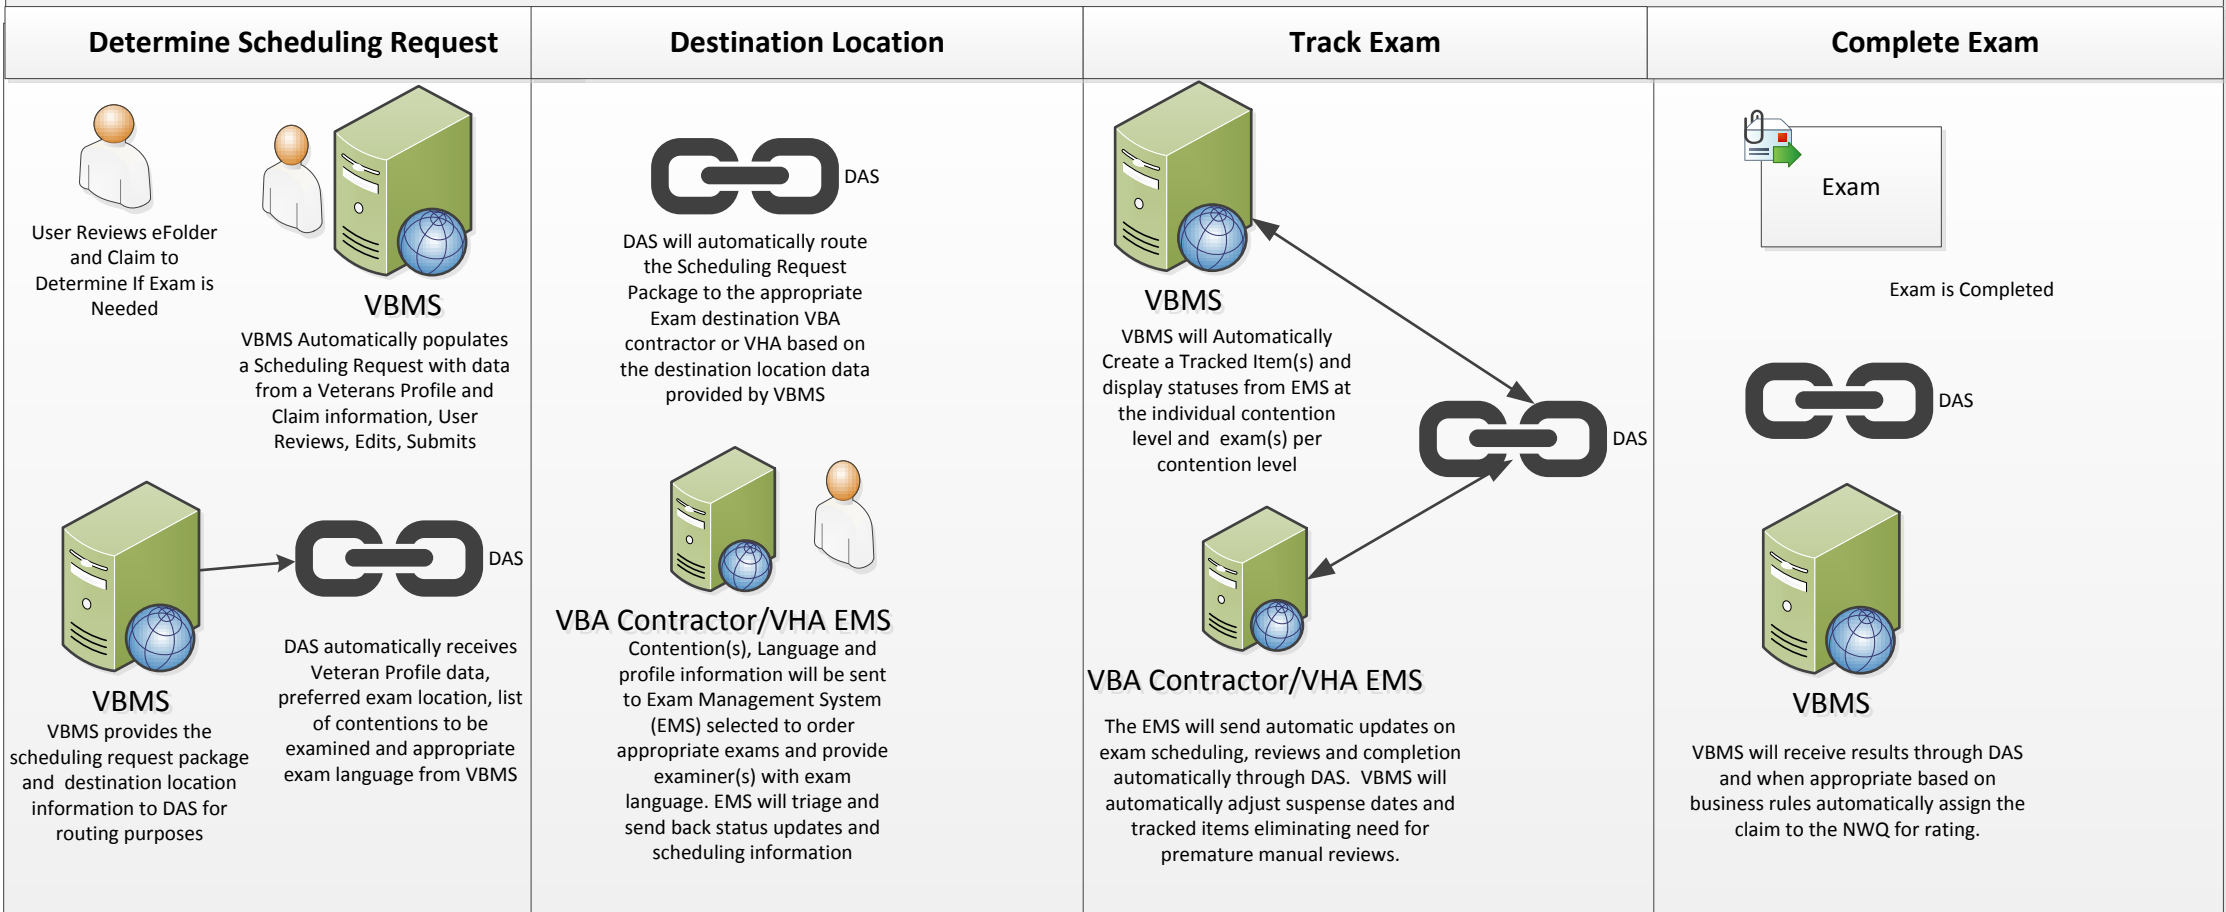 Determine Scheduling Request
Destination Location
Track Exam
Complete Exam
User Reviews eFolder
and Claim to
Determine If Exam is
Needed
VBMS
VBMS Automatically populates
a Scheduling Request with data
from a Veterans Profile and
Claim information, User
Reviews, Edits, Submits
VBMS
VBMS provides the
scheduling request package
and destination location
information to DAS for
routing purposes
DAS
DAS automatically receives
Veteran Profile data,
preferred exam location, list
of contentions to be
examined and appropriate
exam language from VBMS
DAS
DAS will automatically route
the Scheduling Request
Package to the appropriate
Exam destination VBA
contractor or VHA based on
the destination location data
provided by VBMS
VBA Contractor/VHA EMS
Contention(s), Language and
profile information will be sent
to Exam Management System
(EMS) selected to order
appropriate exams and provide
examiner(s) with exam
language. EMS will triage and
send back status updates and
scheduling information
VBMS
VBMS will Automatically
Create a Tracked Item(s) and
display statuses from EMS at
the individual contention
level and exam(s) per
contention level
DAS
VBA Contractor/VHA EMS
The EMS will send automatic updates on
exam scheduling, reviews and completion
automatically through DAS. VBMS will
automatically adjust suspense dates and
tracked items eliminating need for
premature manual reviews.
Exam
Exam is Completed
DAS
VBMS
VBMS will receive results through DAS
and when appropriate based on
business rules automatically assign the
claim to the NWQ for rating.